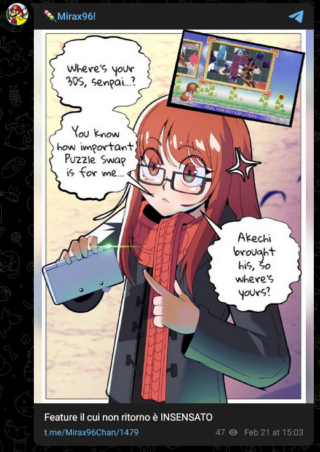 Mirax96!
Where's your
3DS, senpai...?
You know
how important
Puzzle Swap
is for me...
Akechi
brought
his, so
where's
yours?
Feature il cui non ritorno è INSENSATO
t.me/Mirax96Chan/1479
47
Feb 21 at 15:03